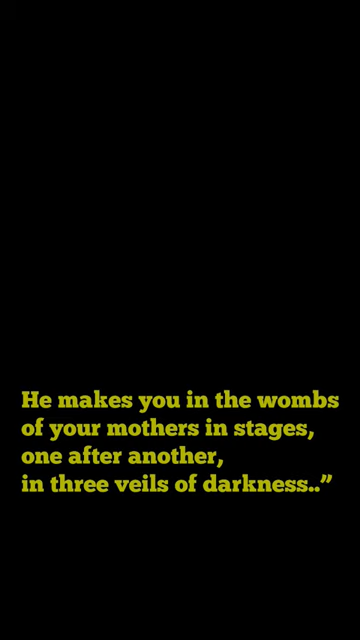 He makes you in the wombs
of your mothers in stages,
one after another,
in three veils of darkness..”